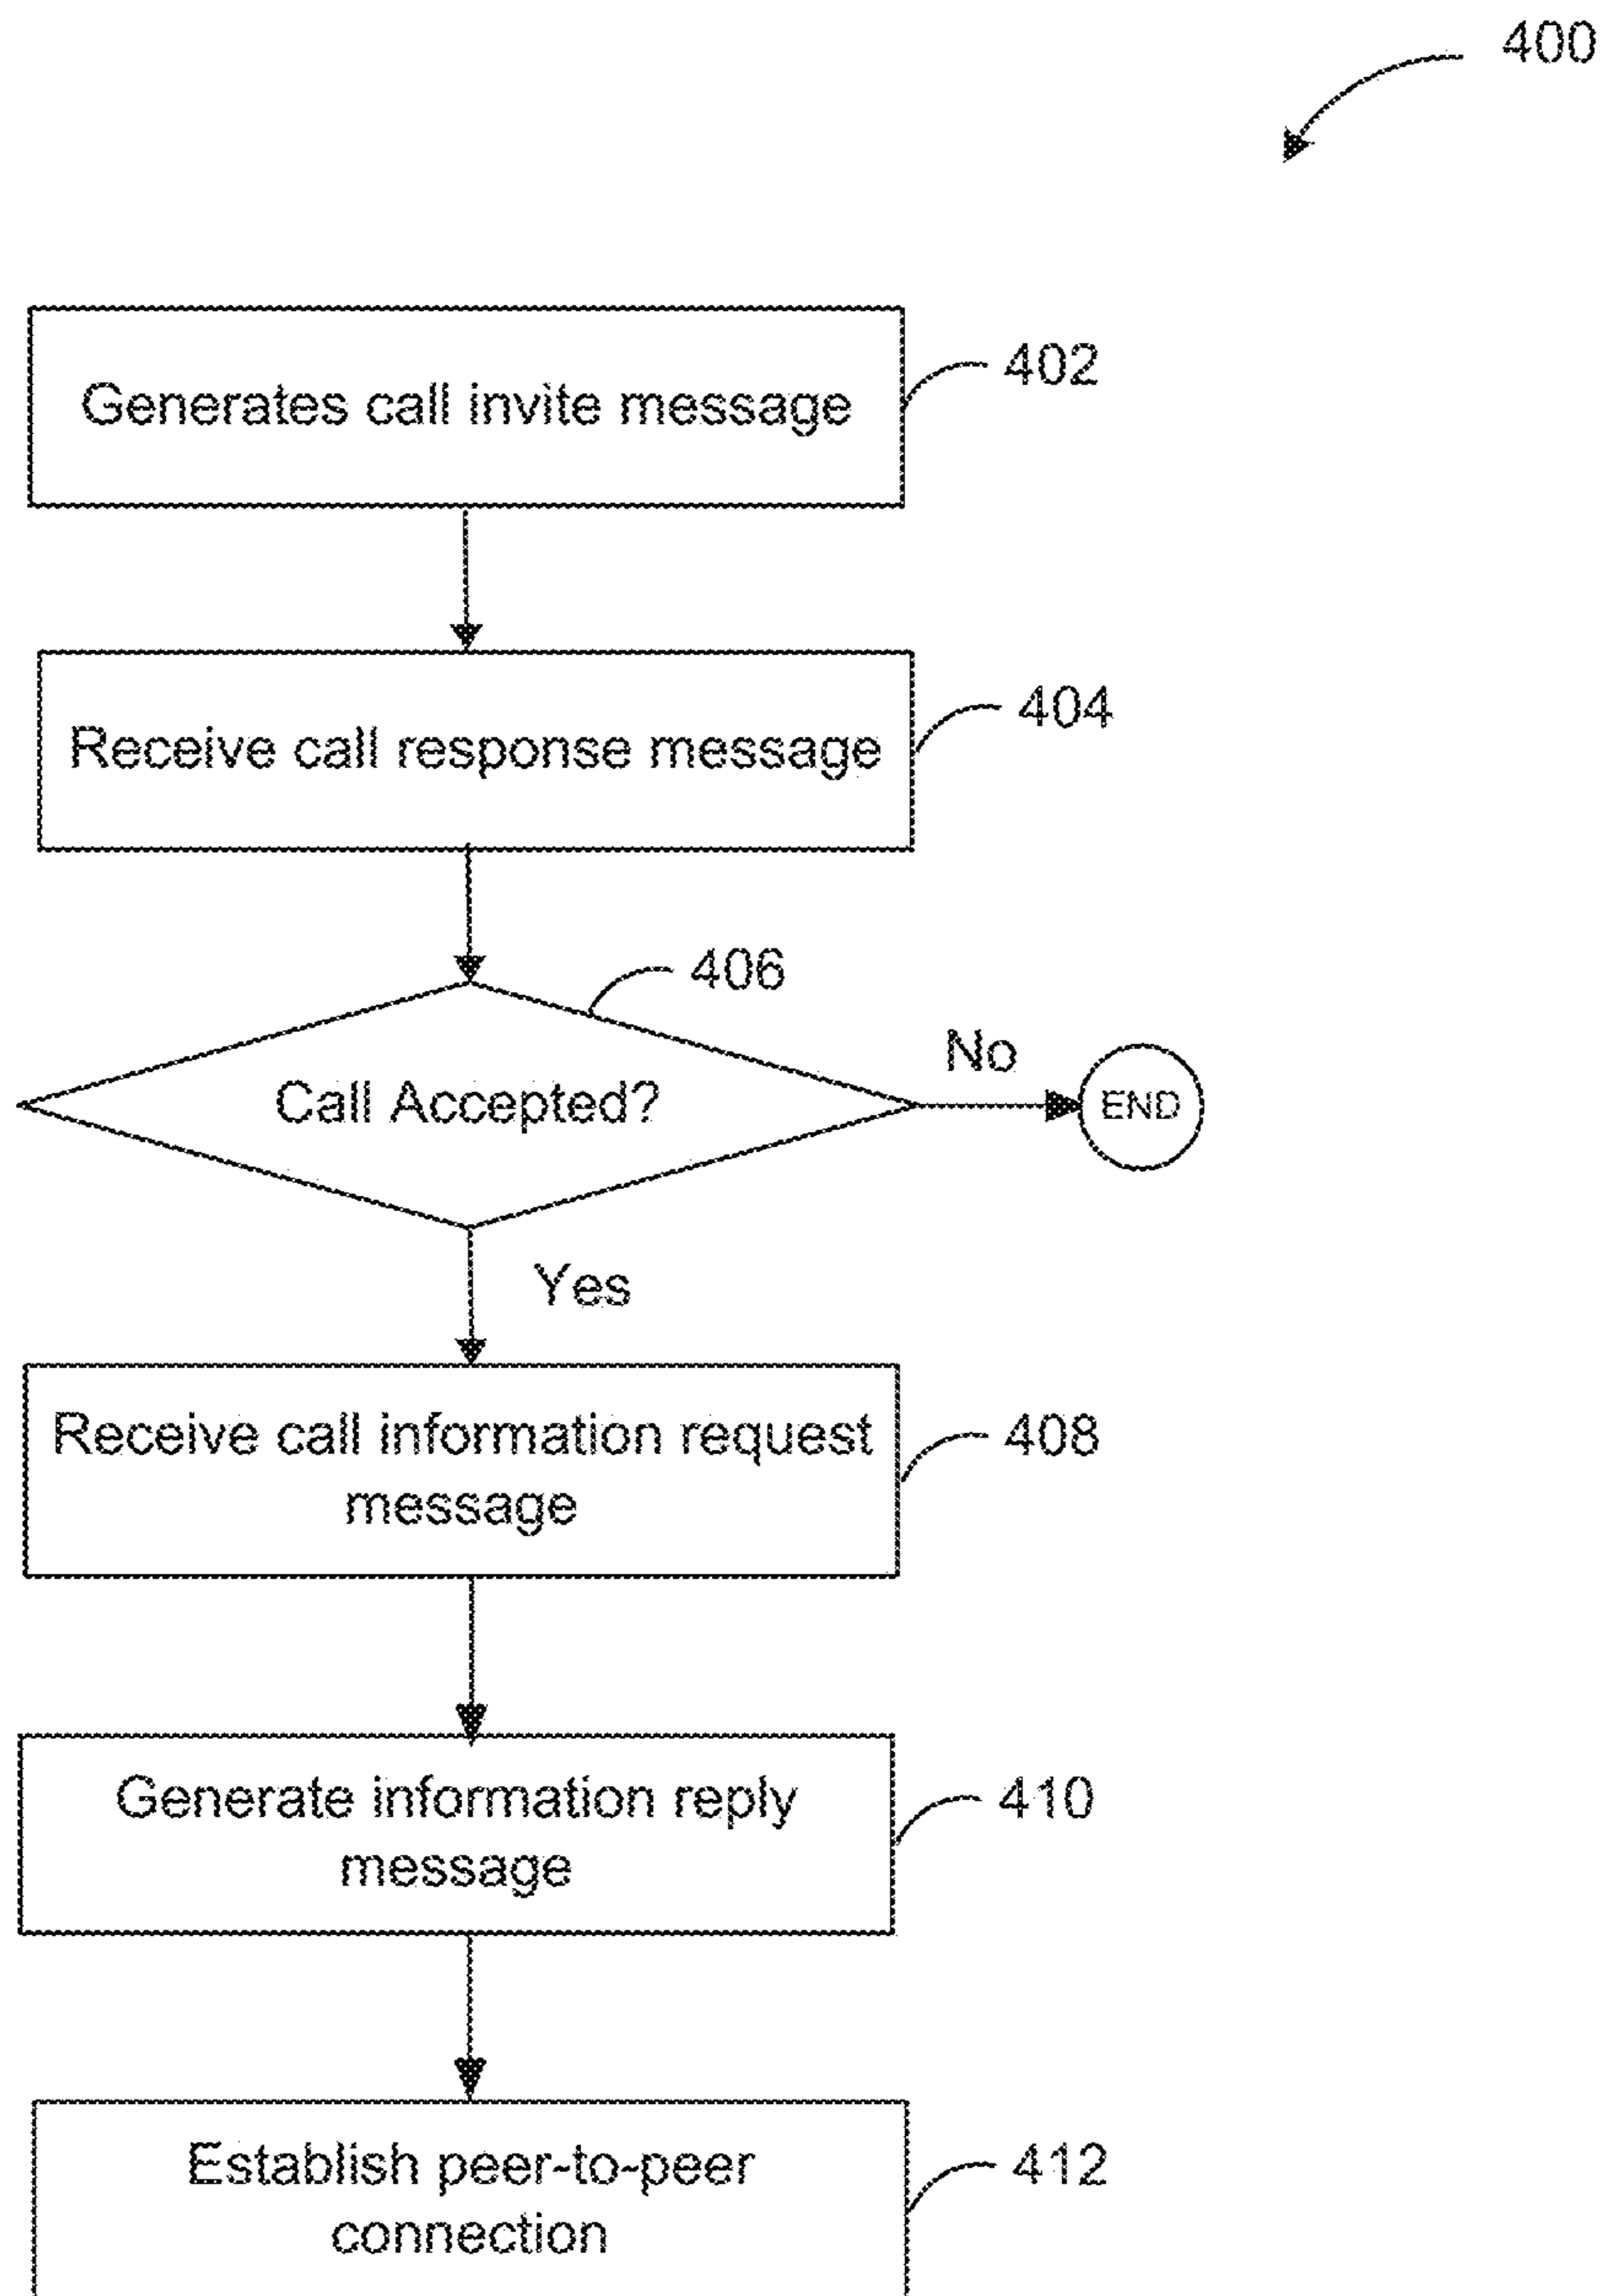 400
Generates call invite message
402
Receive call response message
404
406
Call Accepted?
No
END
Yes
Receive call information request
message
408
Generate information reply
message
410
Establish peer-to-peer
connection
412